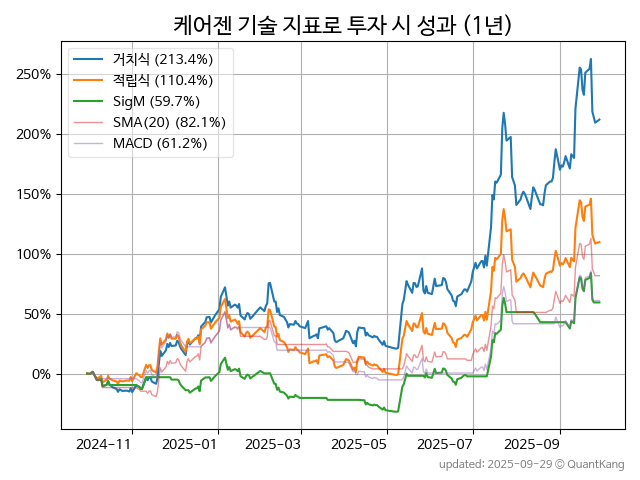 케어젠 기술 지표로 투자 시 성과 (1년)
거치식 (213.4%)
적립식 (110.4%)
SigM (59.7%)
SMA(20) (82.1%)
MACD (61.2%)
250%
200%
150%
100%
50%
0%
2024-11 2025-01 2025-03 2025-05 2025-07 2025-09
updated: 2025-09-29 © QuantKang